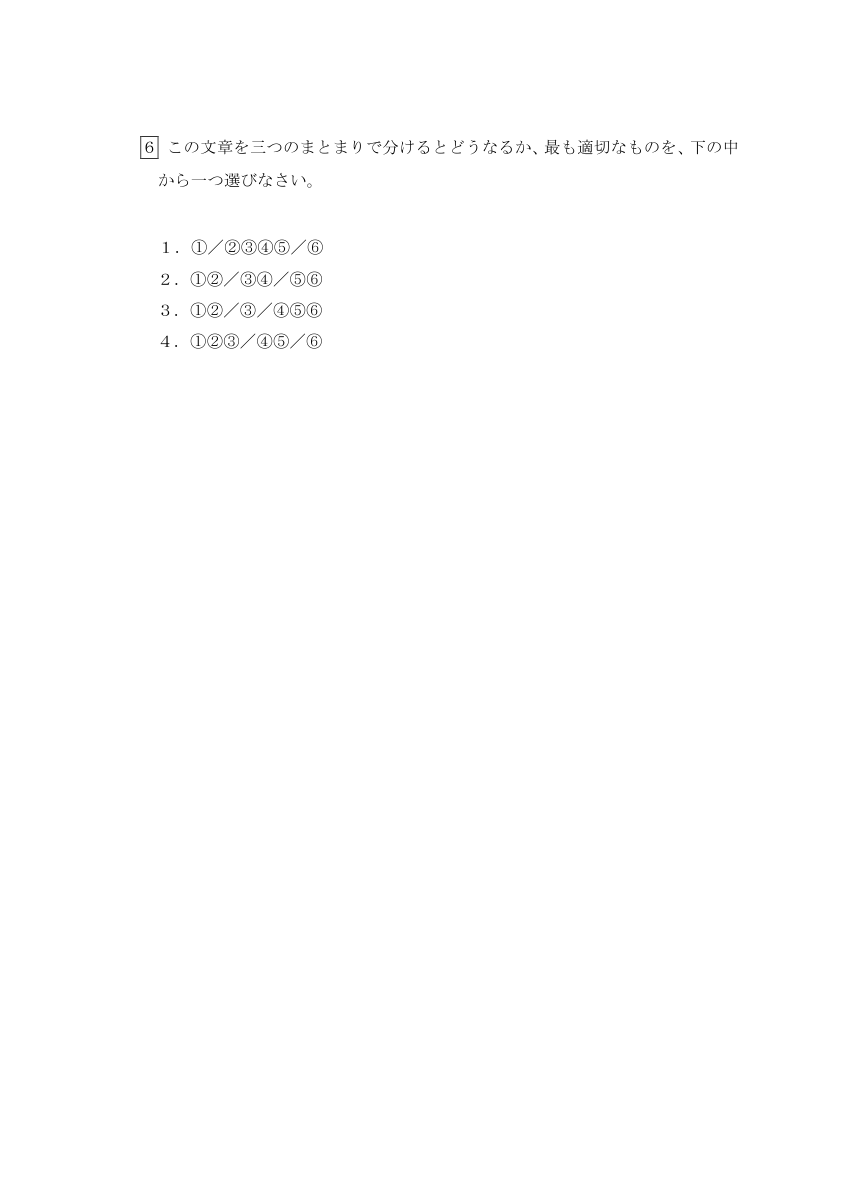 ６ この文章を三つのまとまりで分けるとどうなるか、最も適切なものを、下の中
から一つ選びなさい。
１．①／②③④⑤／⑥
２．①②／③④／⑤⑥
３．①②／③／④⑤⑥
４．①②③／④⑤／⑥